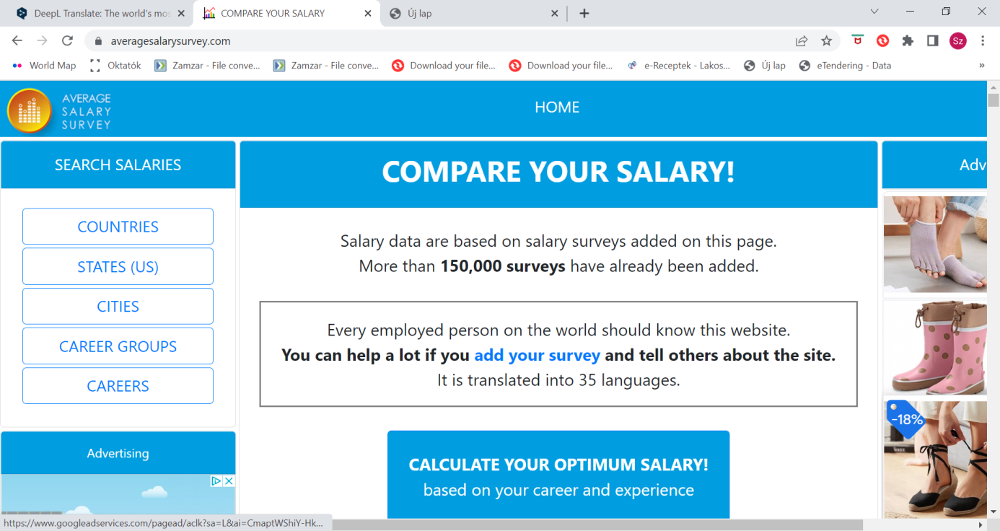 DeepL Translate: The world's mos
COMPARE YOUR SALARY
Új lap
averagesalarysurvey.com
Sz
World Map
Oktatók
Zamzar - File conve...
Zamzar - File conve...
Download your file...
Download your file...
e-Receptek - Lakos...
Új lap
eTendering - Data
»
AVERAGE
SALARY
SURVEY
HOME
SEARCH SALARIES
COUNTRIES
STATES (US)
CITIES
CAREER GROUPS
CAREERS
Advertising
COMPARE YOUR SALARY!
Salary data are based on salary surveys added on this page.
More than 150,000 surveys have already been added.
Every employed person on the world should know this website.
You can help a lot if you add your survey and tell others about the site.
It is translated into 35 languages.
CALCULATE YOUR OPTIMUM SALARY!
based on your career and experience
Adv
-18%
https://www.googleadservices.com/pagead/aclk?sa=L&ai=CmaptWShiY-Hk...